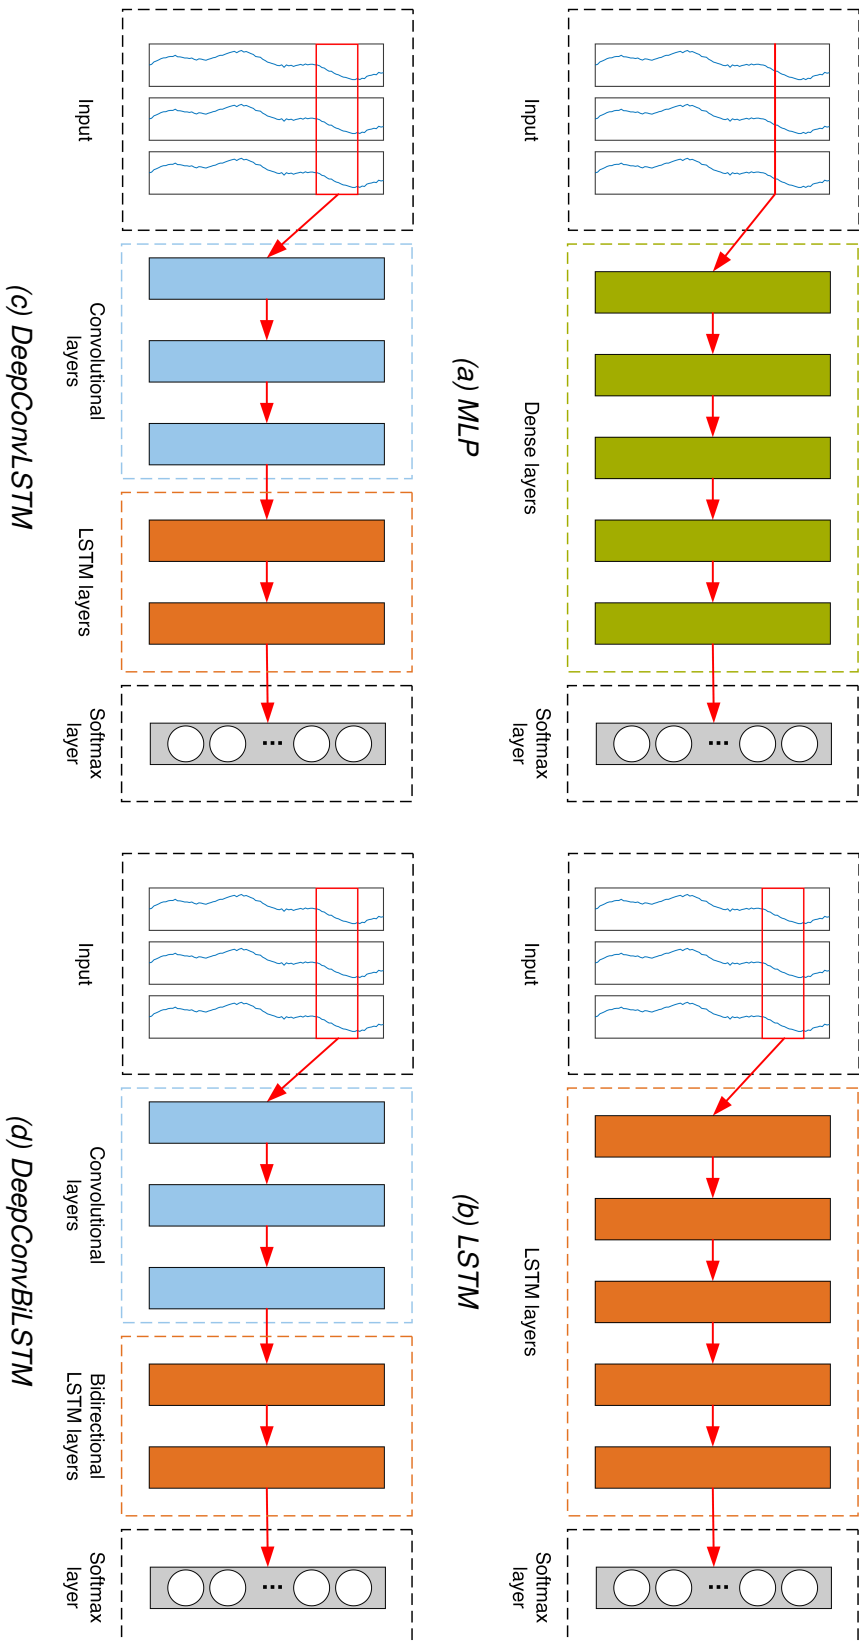 Input
Dense layers
Softmax
layer
(a) MLP
Input
LSTM layers
Softmax
layer
(b) LSTM
Input
Convolutional
layers
LSTM layers
Softmax
layer
(c) DeepConvLSTM
Input
Convolutional
layers
Bidirectional
LSTM layers
Softmax
layer
(d) DeepConvBiLSTM